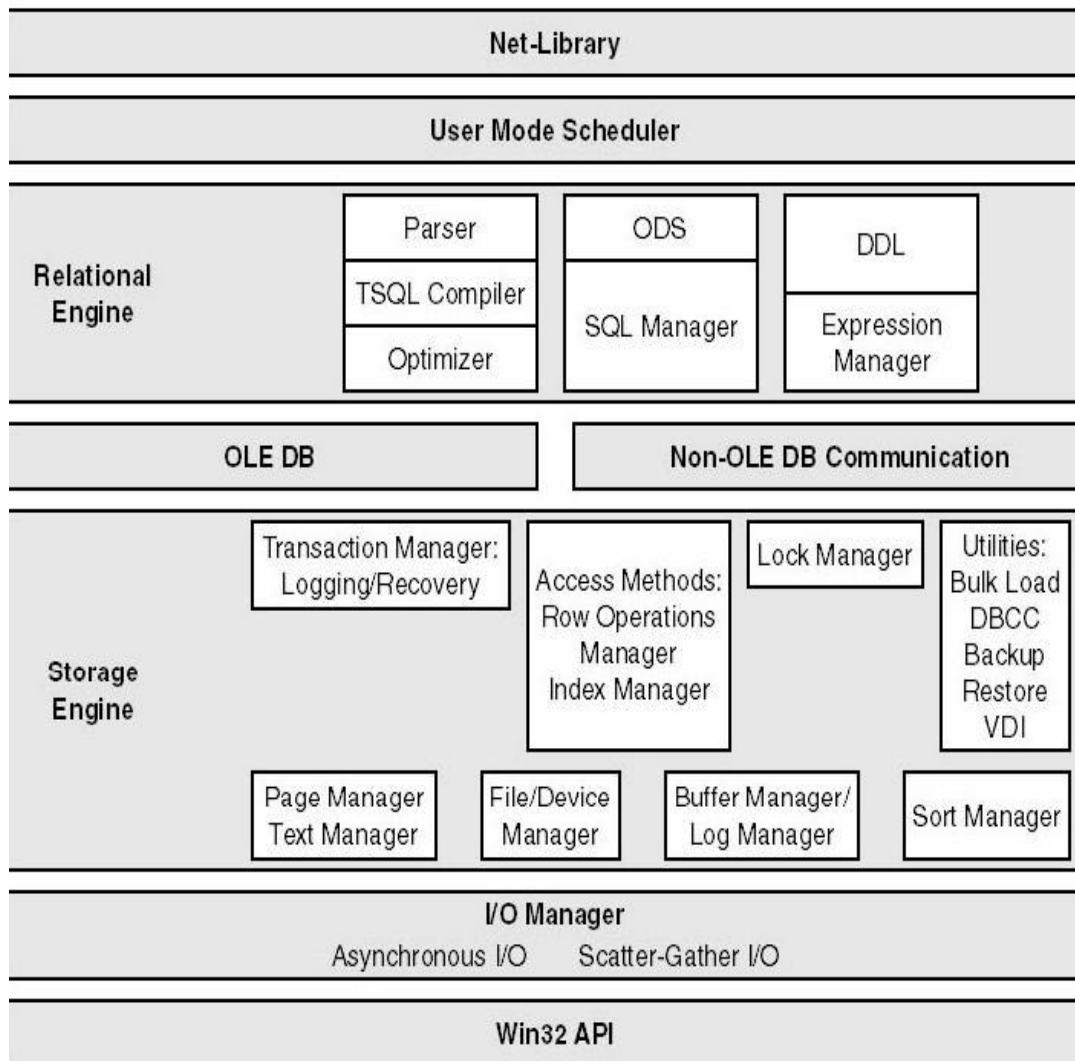 Net-Library
User Mode Scheduler
Relational
Engine
Parser
TSQL Compiler
Optimizer
ODS
SQL Manager
DDL
Expression
Manager
OLE DB
Non-OLE DB Communication
Storage
Engine
Transaction Manager:
Logging/Recovery
Access Methods:
Row Operations
Manager
Index Manager
Lock Manager
Utilities:
Bulk Load
DBCC
Backup
Restore
VDI
Page Manager
Text Manager
File/Device
Manager
Buffer Manager/
Log Manager
Sort Manager
I/O Manager
Asynchronous I/O Scatter-Gather I/O
Win32 API